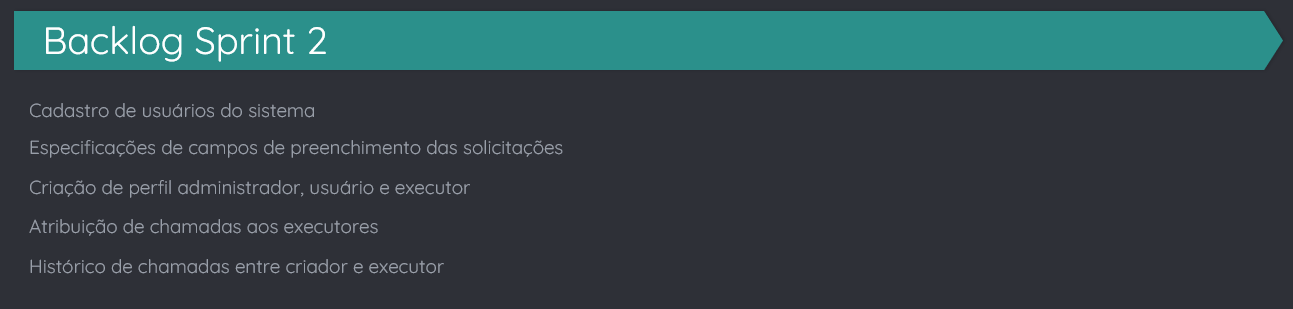 Backlog Sprint 2
Cadastro de usuários do sistema
Especificações de campos de preenchimento das solicitações
Criação de perfil administrador, usuário e executor
Atribuição de chamadas aos executores
Histórico de chamadas entre criador e executor